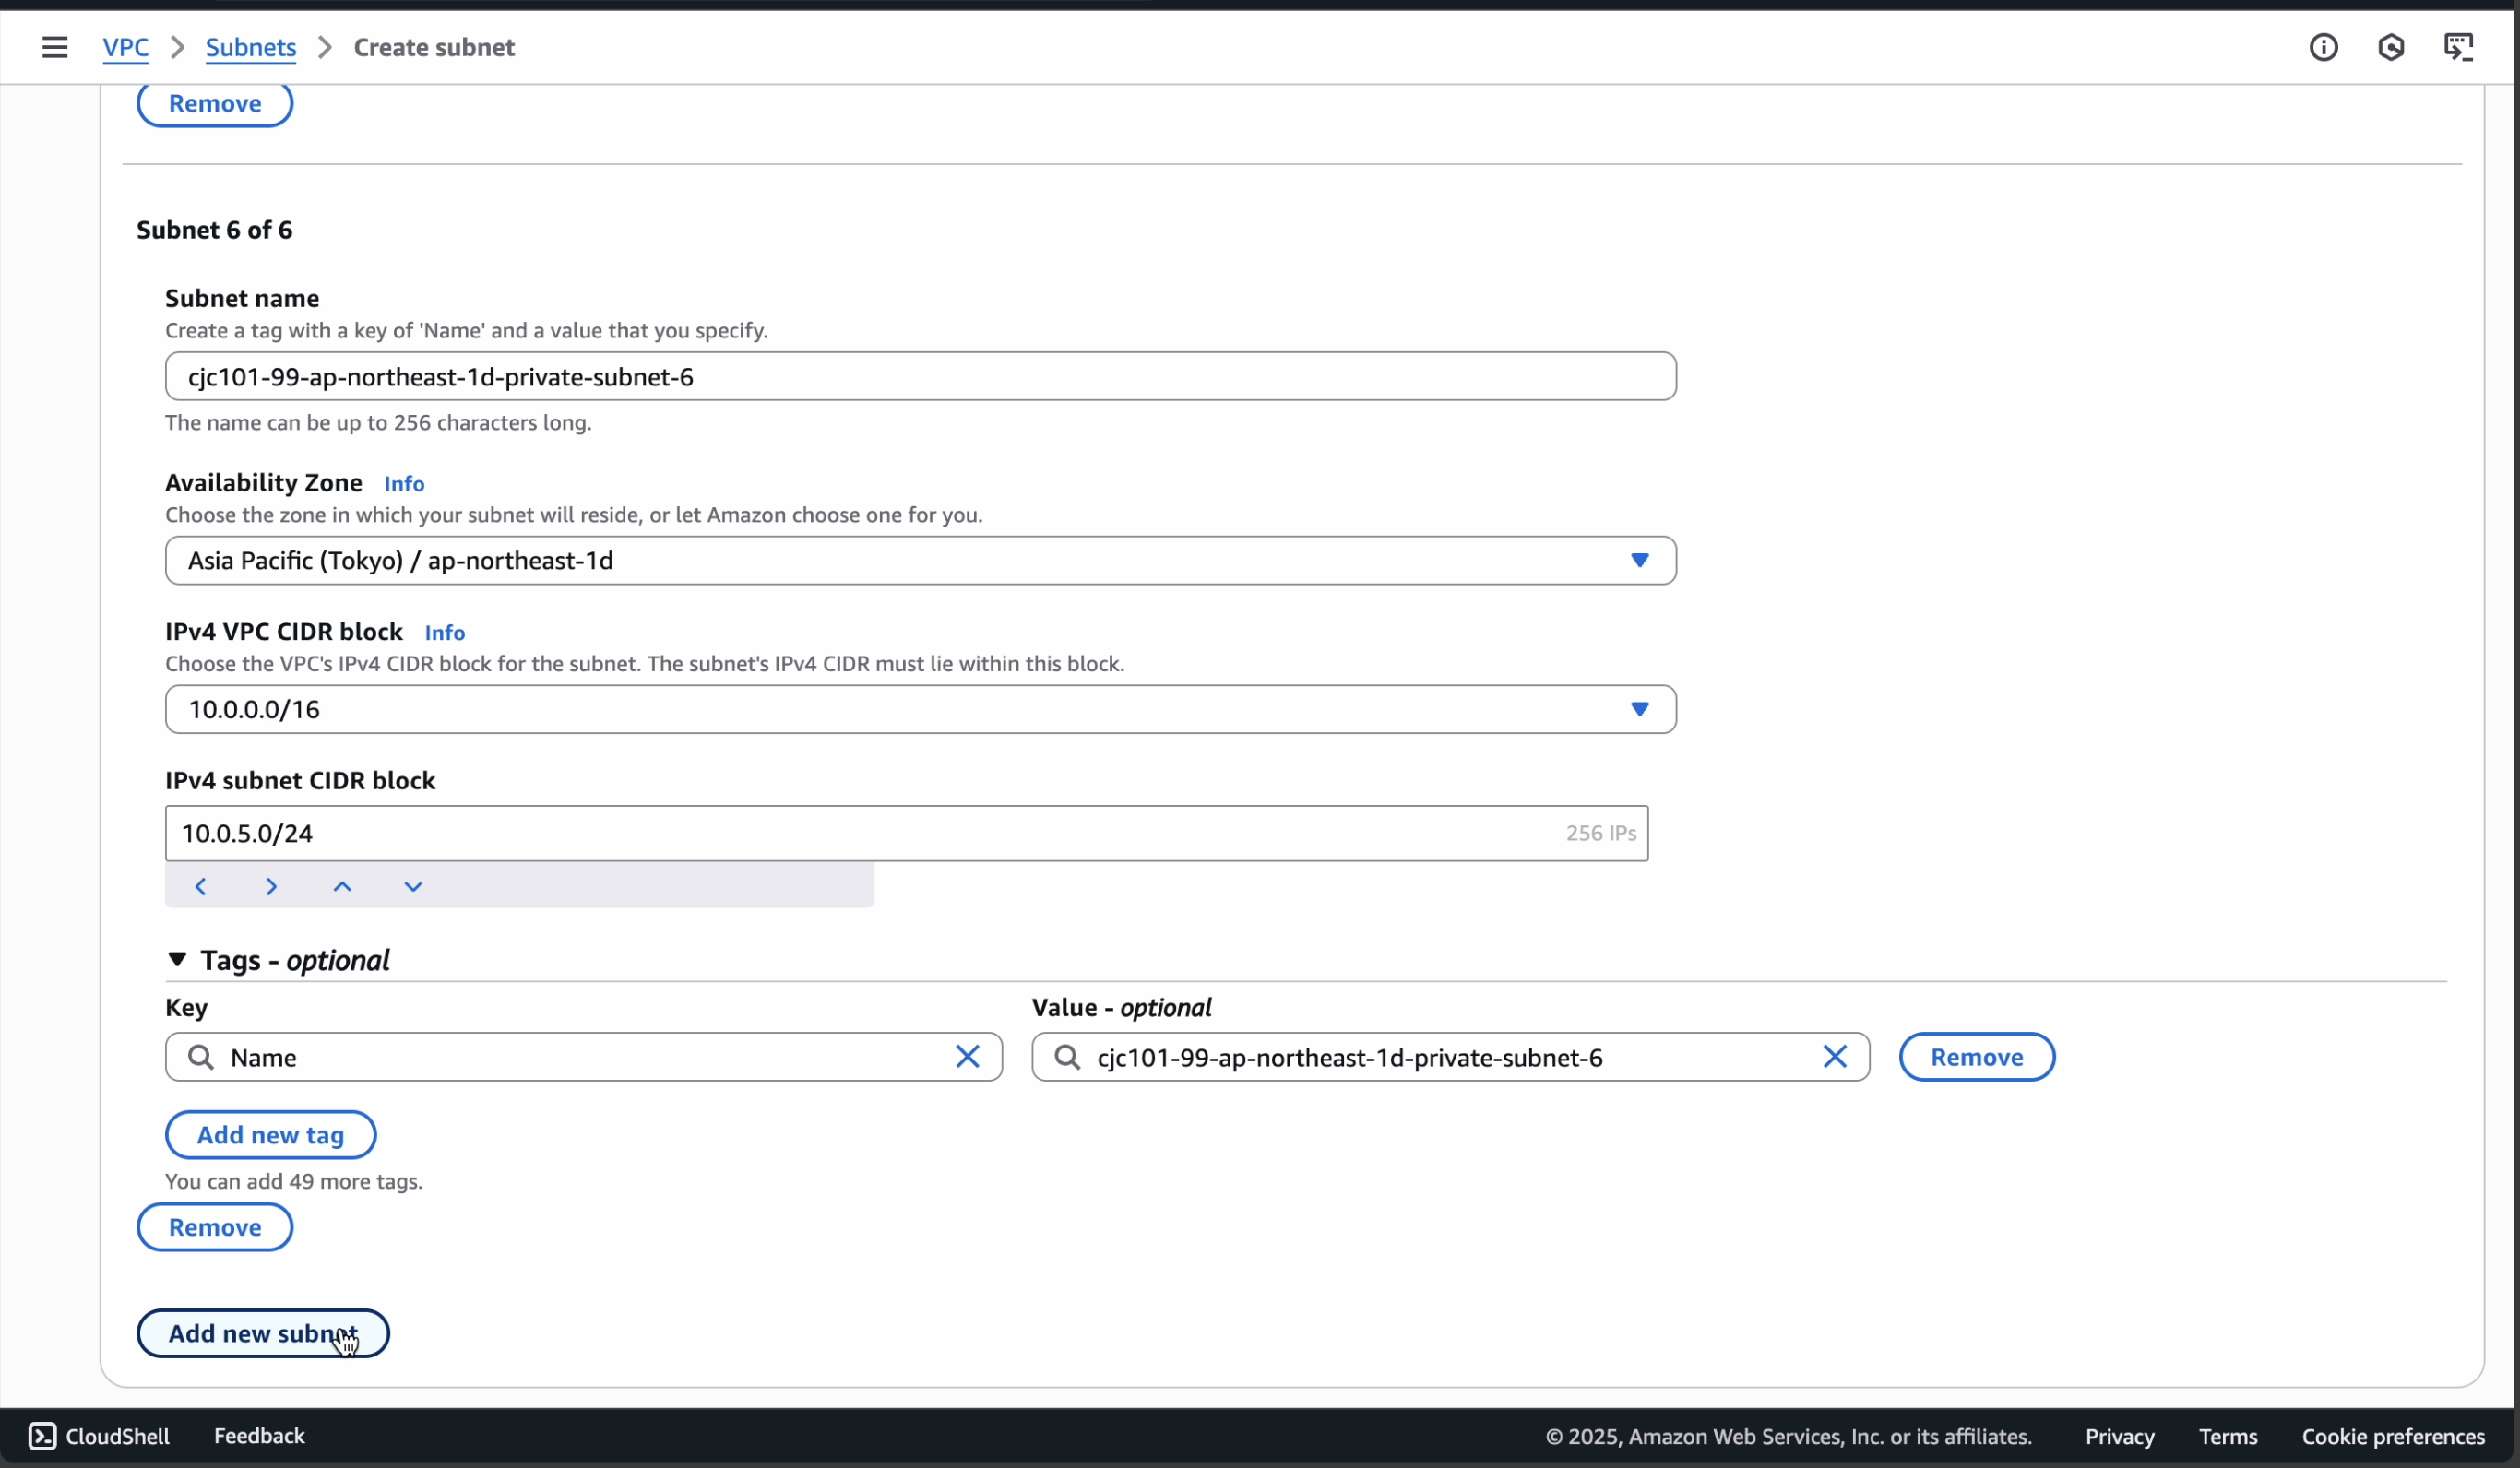 VPC > Subnets > Create subnet
Remove
Subnet 6 of 6
Subnet name
Create a tag with a key of 'Name' and a value that you specify.
cjc101-99-ap-northeast-1d-private-subnet-6
The name can be up to 256 characters long.
Availability Zone Info
Choose the zone in which your subnet will reside, or let Amazon choose one for you.
Asia Pacific (Tokyo) / ap-northeast-1d
IPv4 VPC CIDR block Info
Choose the VPC's IPv4 CIDR block for the subnet. The subnet's IPv4 CIDR must lie within this block.
10.0.0.0/16
IPv4 subnet CIDR block
10.0.5.0/24 256 IPs
Tags - optional
Key Value - optional
Name cjc101-99-ap-northeast-1d-private-subnet-6 Remove
Add new tag
You can add 49 more tags.
Remove
Add new subnet
CloudShell Feedback © 2025, Amazon Web Services, Inc. or its affiliates. Privacy Terms Cookie preferences